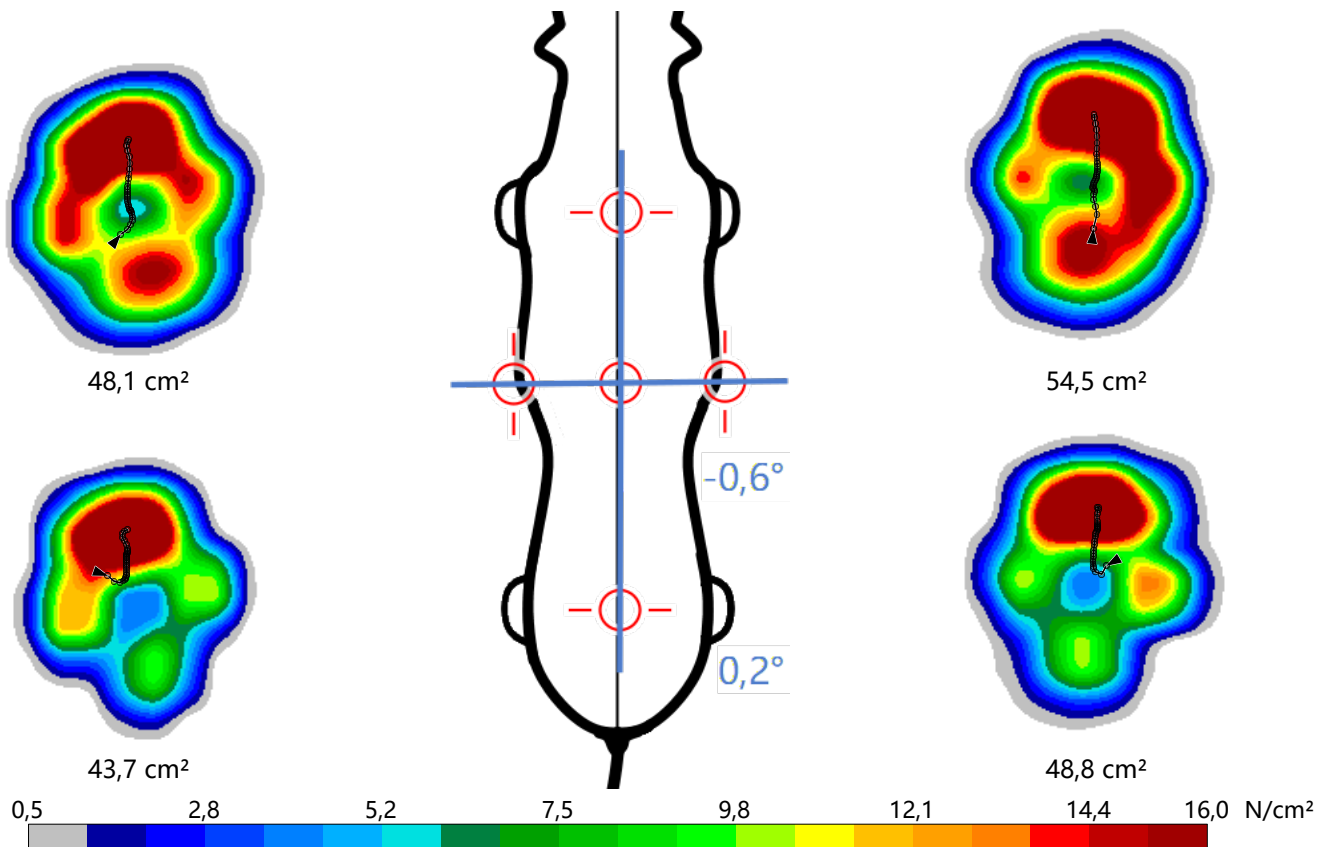 48,1 cm²
54,5 cm²
-0,6°
0,2°
43,7 cm²
48,8 cm²
0,5 2,8 5,2 7,5 9,8 12,1 14,4 16,0 N/cm²